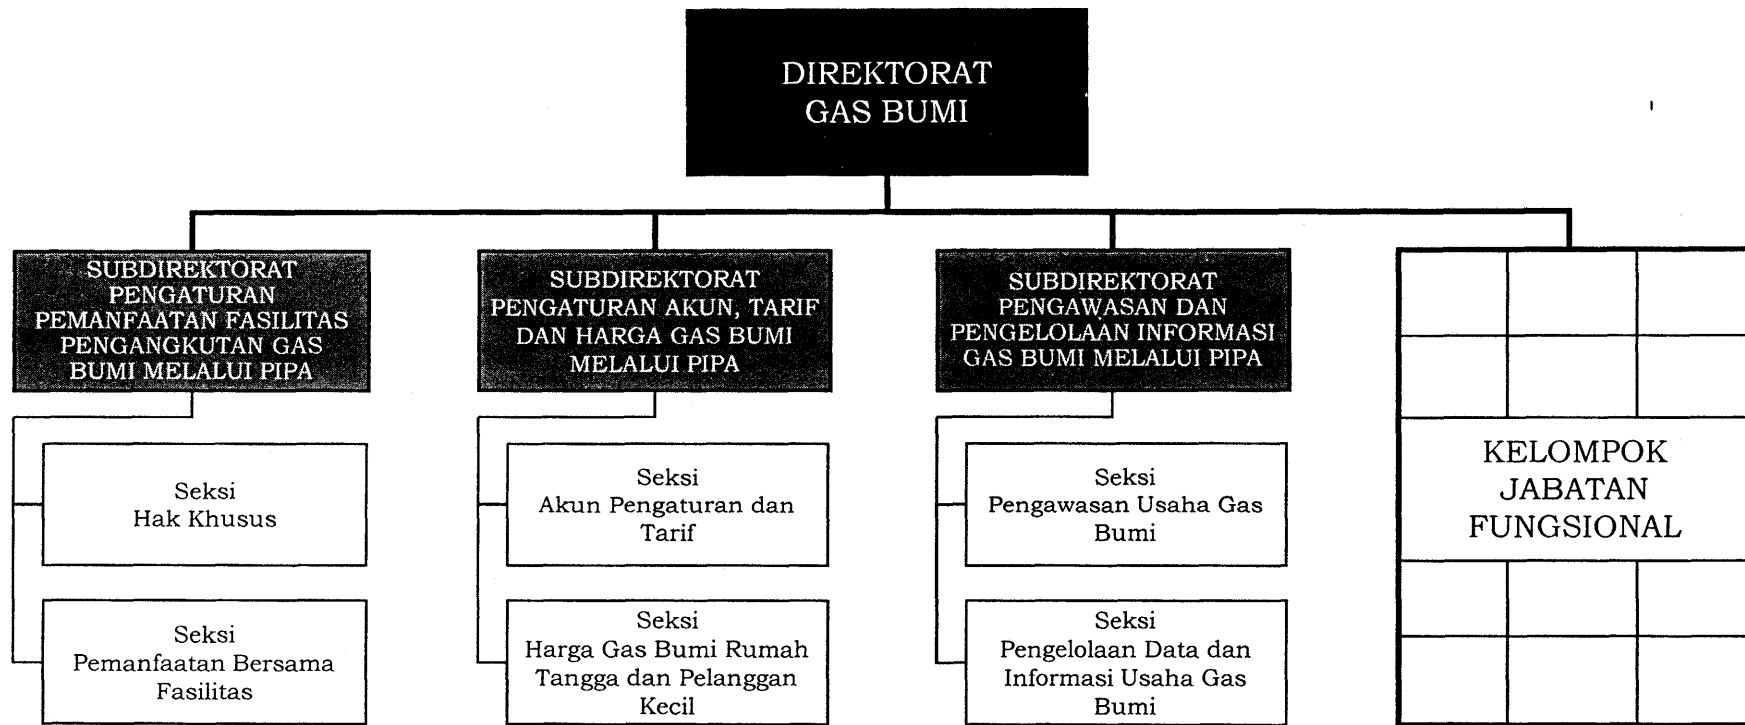 DIREKTORAT
GAS BUMI
SUBDIREKTORAT
PENGATURAN
PEMANFAATAN FASILITAS
PENGANGKUTAN GAS
BUMI MELALUI PIPA
Seksi
Hak Khusus
Seksi
Pemanfaatan Bersama
Fasilitas
SUBDIREKTORAT
PENGATURAN AKUN, TARIF
DAN HARGA GAS BUMI
MELALUI PIPA
Seksi
Akun Pengaturan dan
Tarif
Seksi
Harga Gas Bumi Rumah
Tangga dan Pelanggan
Kecil
SUBDIREKTORAT
PENGAWASAN DAN
PENGELOLAAN INFORMASI
GAS BUMI MELALUI PIPA
Seksi
Pengawasan Usaha Gas
Bumi
Seksi
Pengelolaan Data dan
Informasi Usaha Gas
Bumi
KELOMPOK
JABATAN
FUNGSIONAL